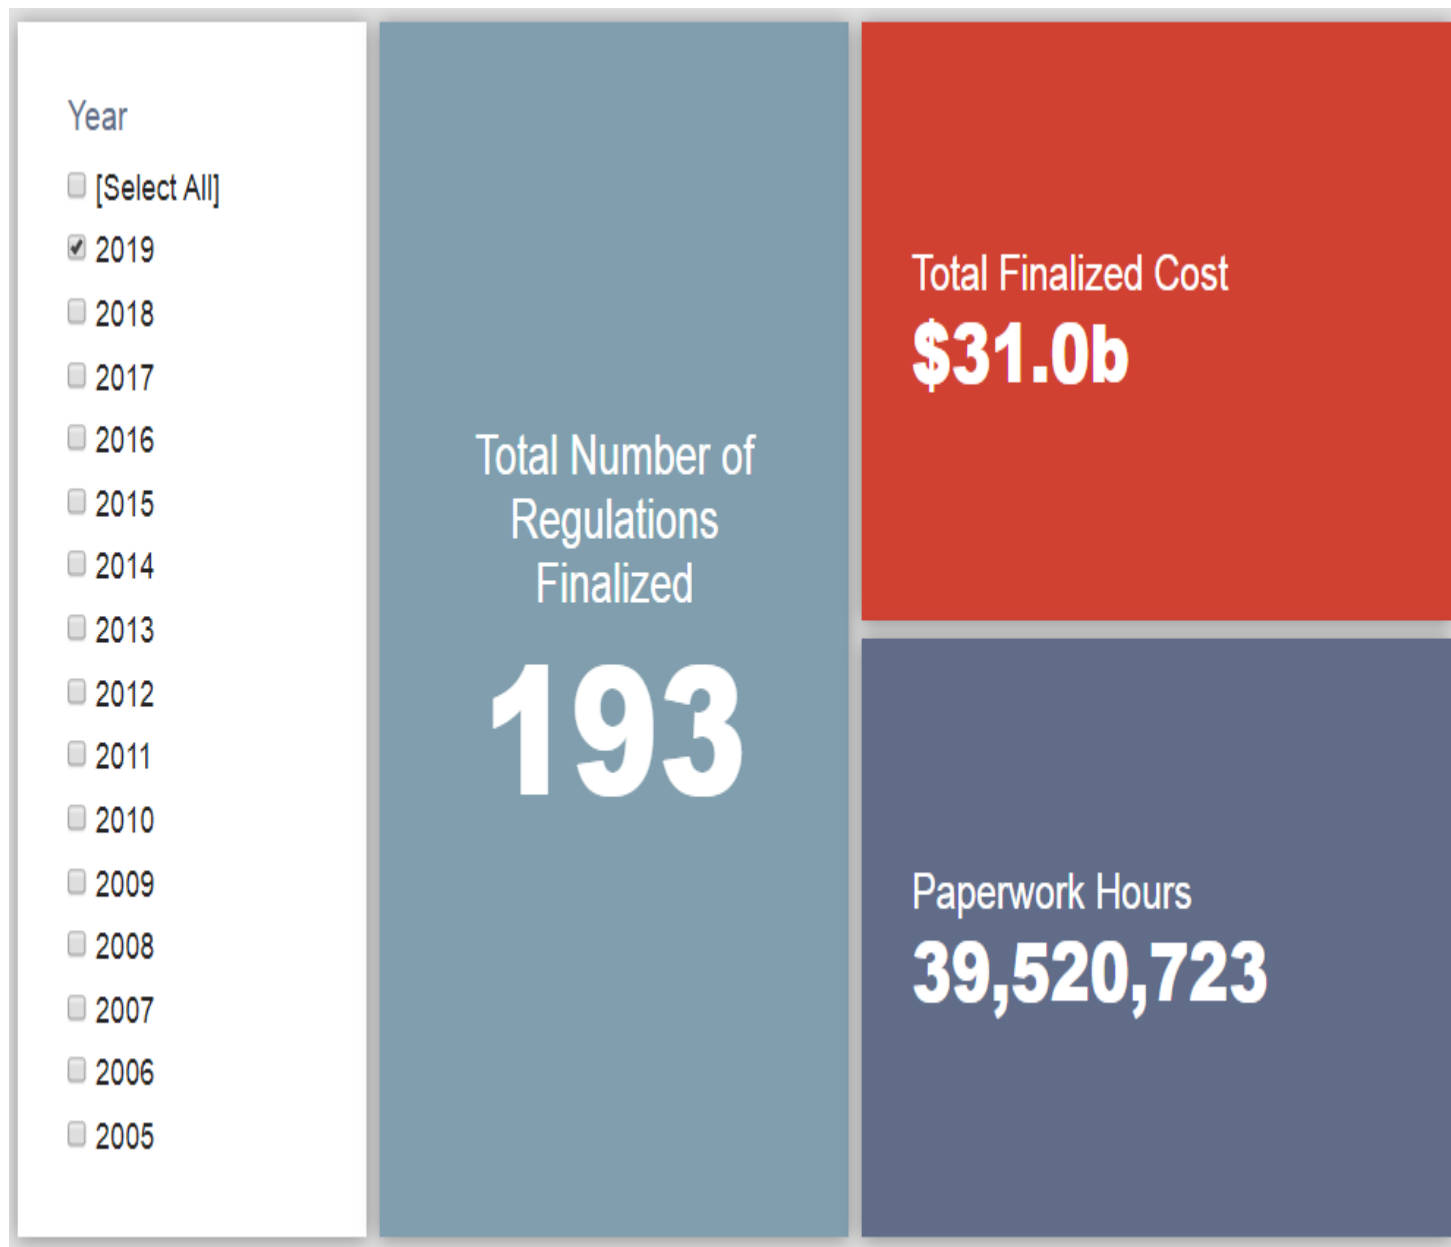 Year
[Select All]
2019
2018
2017
2016
2015
2014
2013
2012
2011
2010
2009
2008
2007
2006
2005
Total Number of
Regulations
Finalized
193
Total Finalized Cost
$31.0b
Paperwork Hours
39,520,723